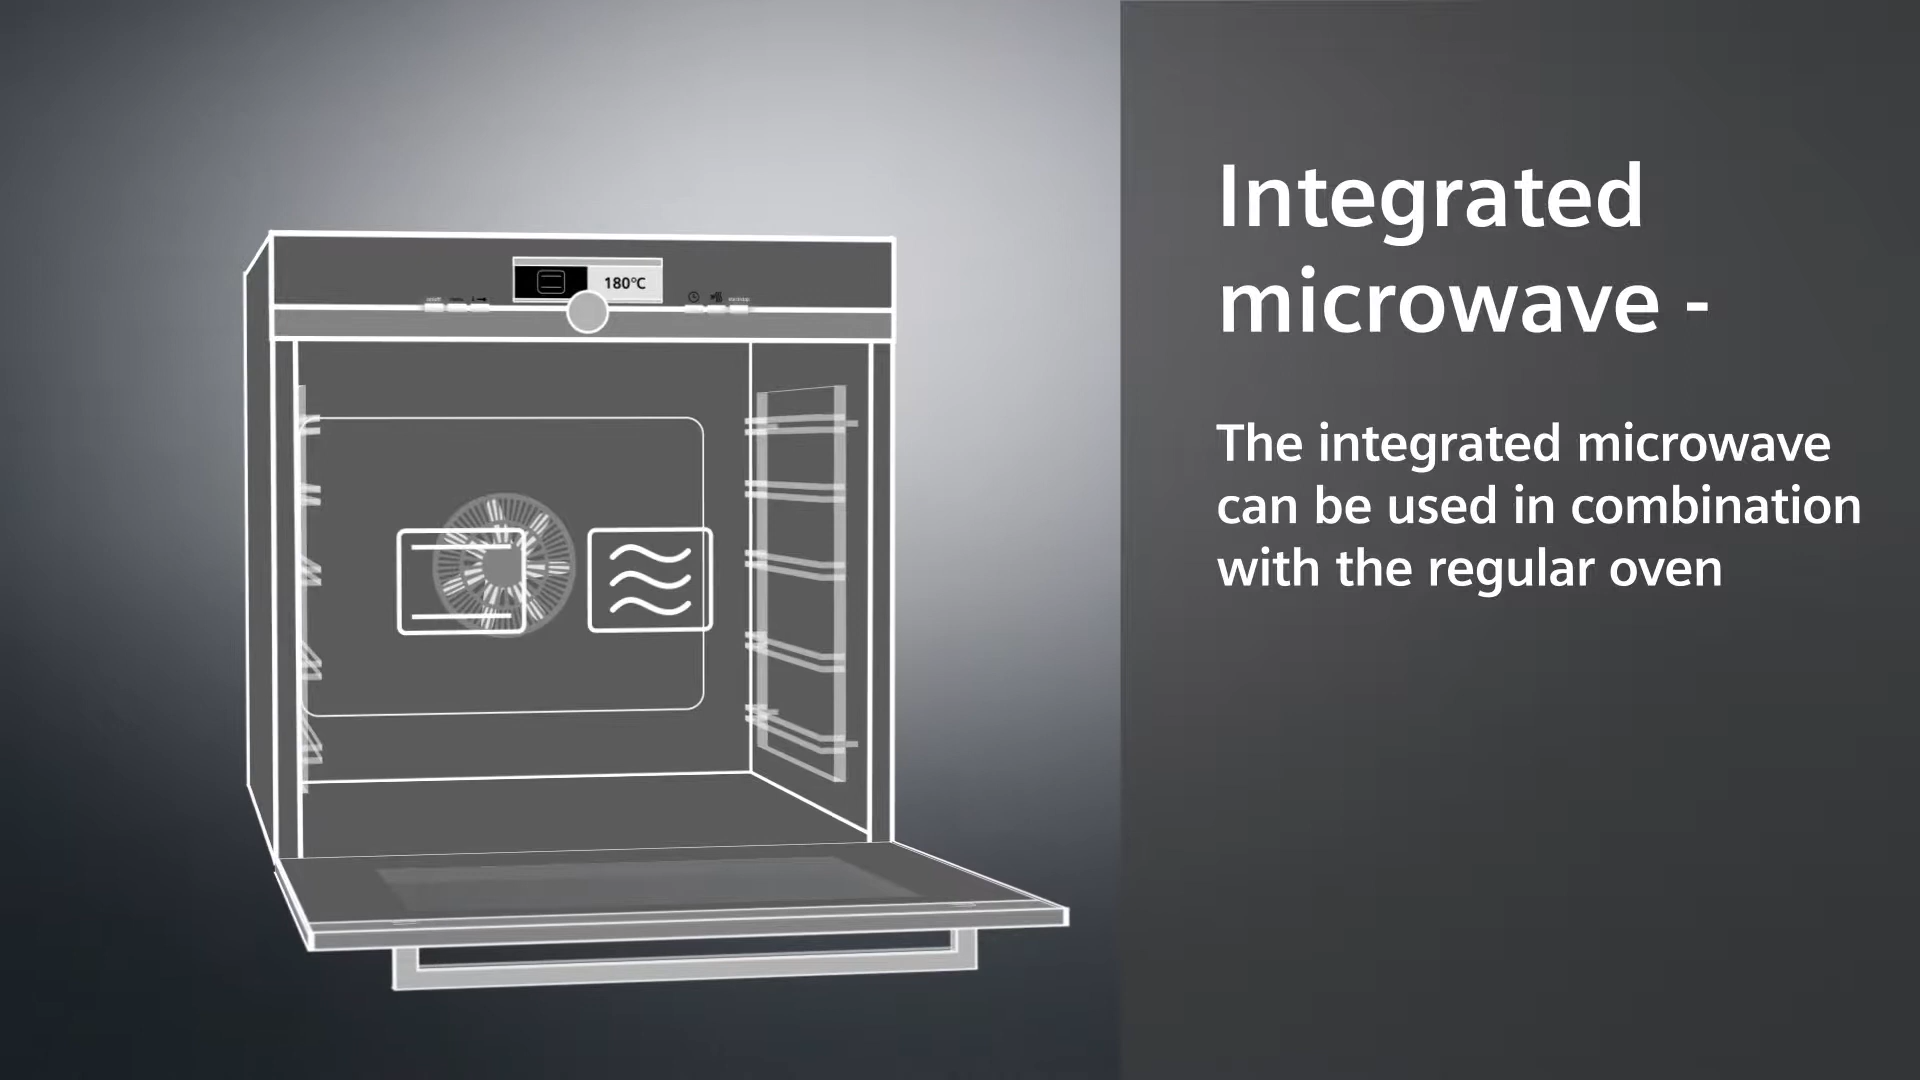 180°C
Integrated
microwave -
The integrated microwave
can be used in combination
with the regular oven